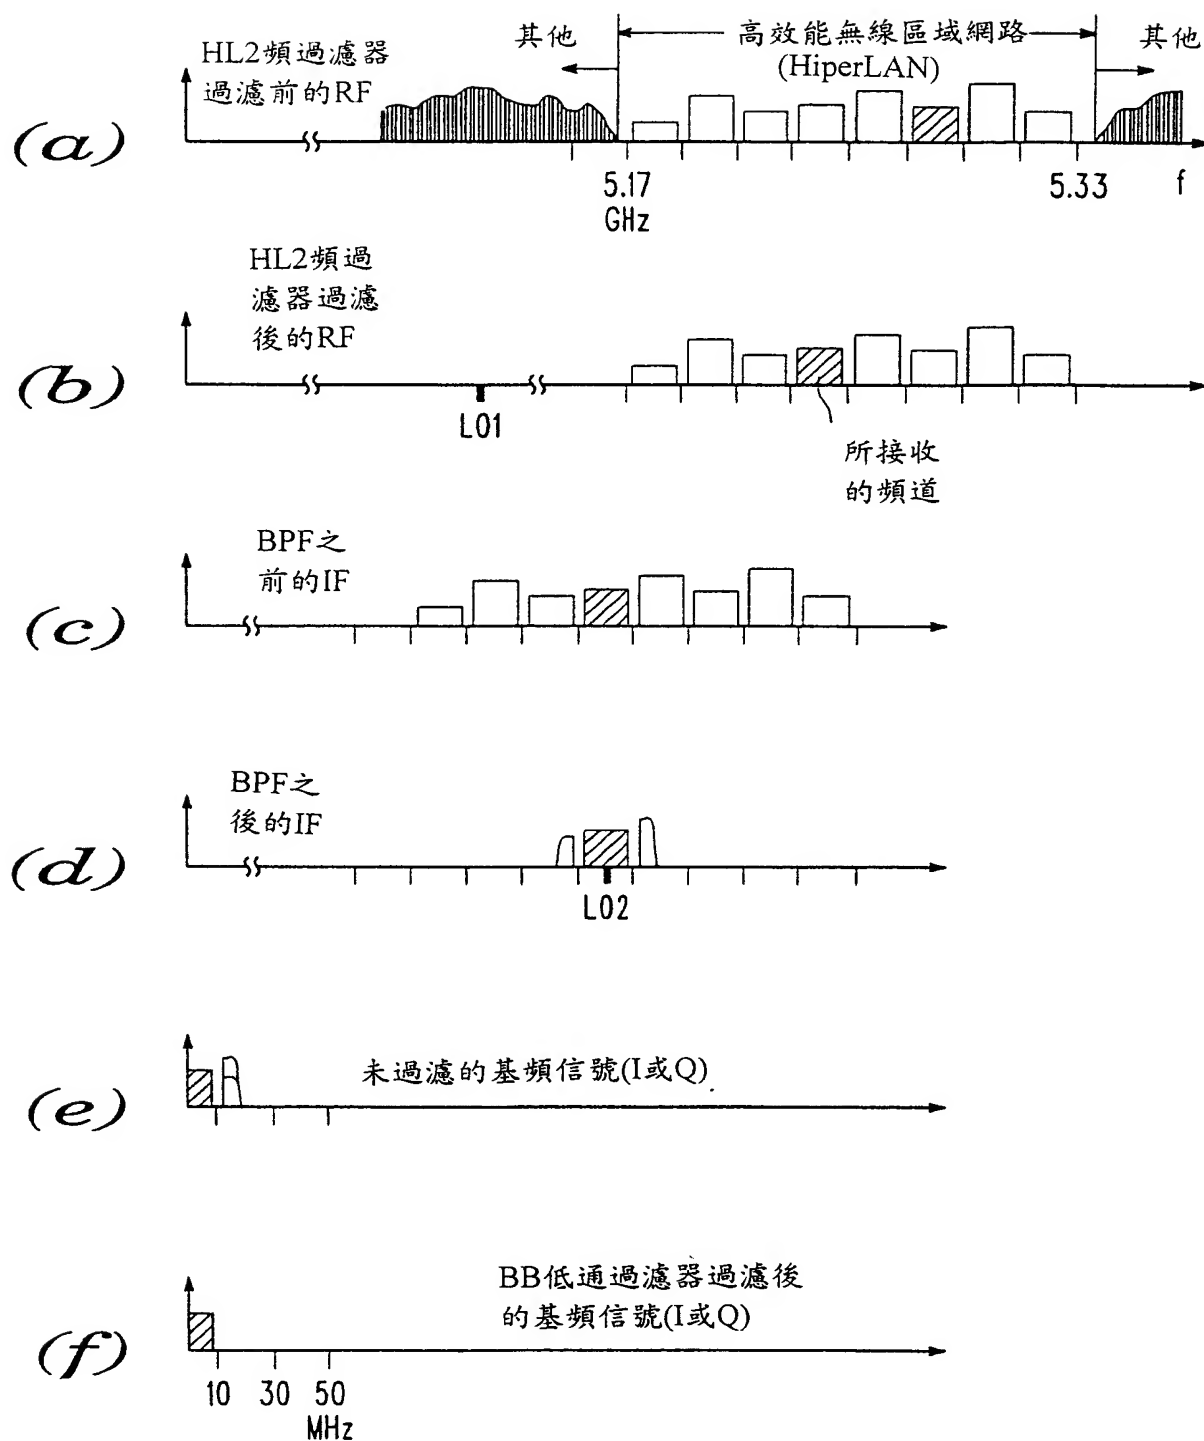 其他
高效能無線區域網路
(HiperLAN)
其他
HL2頻過濾器
過濾前的RF
(a)
5.17
GHz
5.33
f
HL2頻過
濾器過濾
後的RF
(b)
L01
所接收
的頻道
BPF之
前的IF
(c)
BPF之
後的IF
(d)
L02
未過濾的基頻信號(I或Q)
(e)
BB低通過濾器過濾後
的基頻信號(I或Q)
(f)
10 30 50
MHz